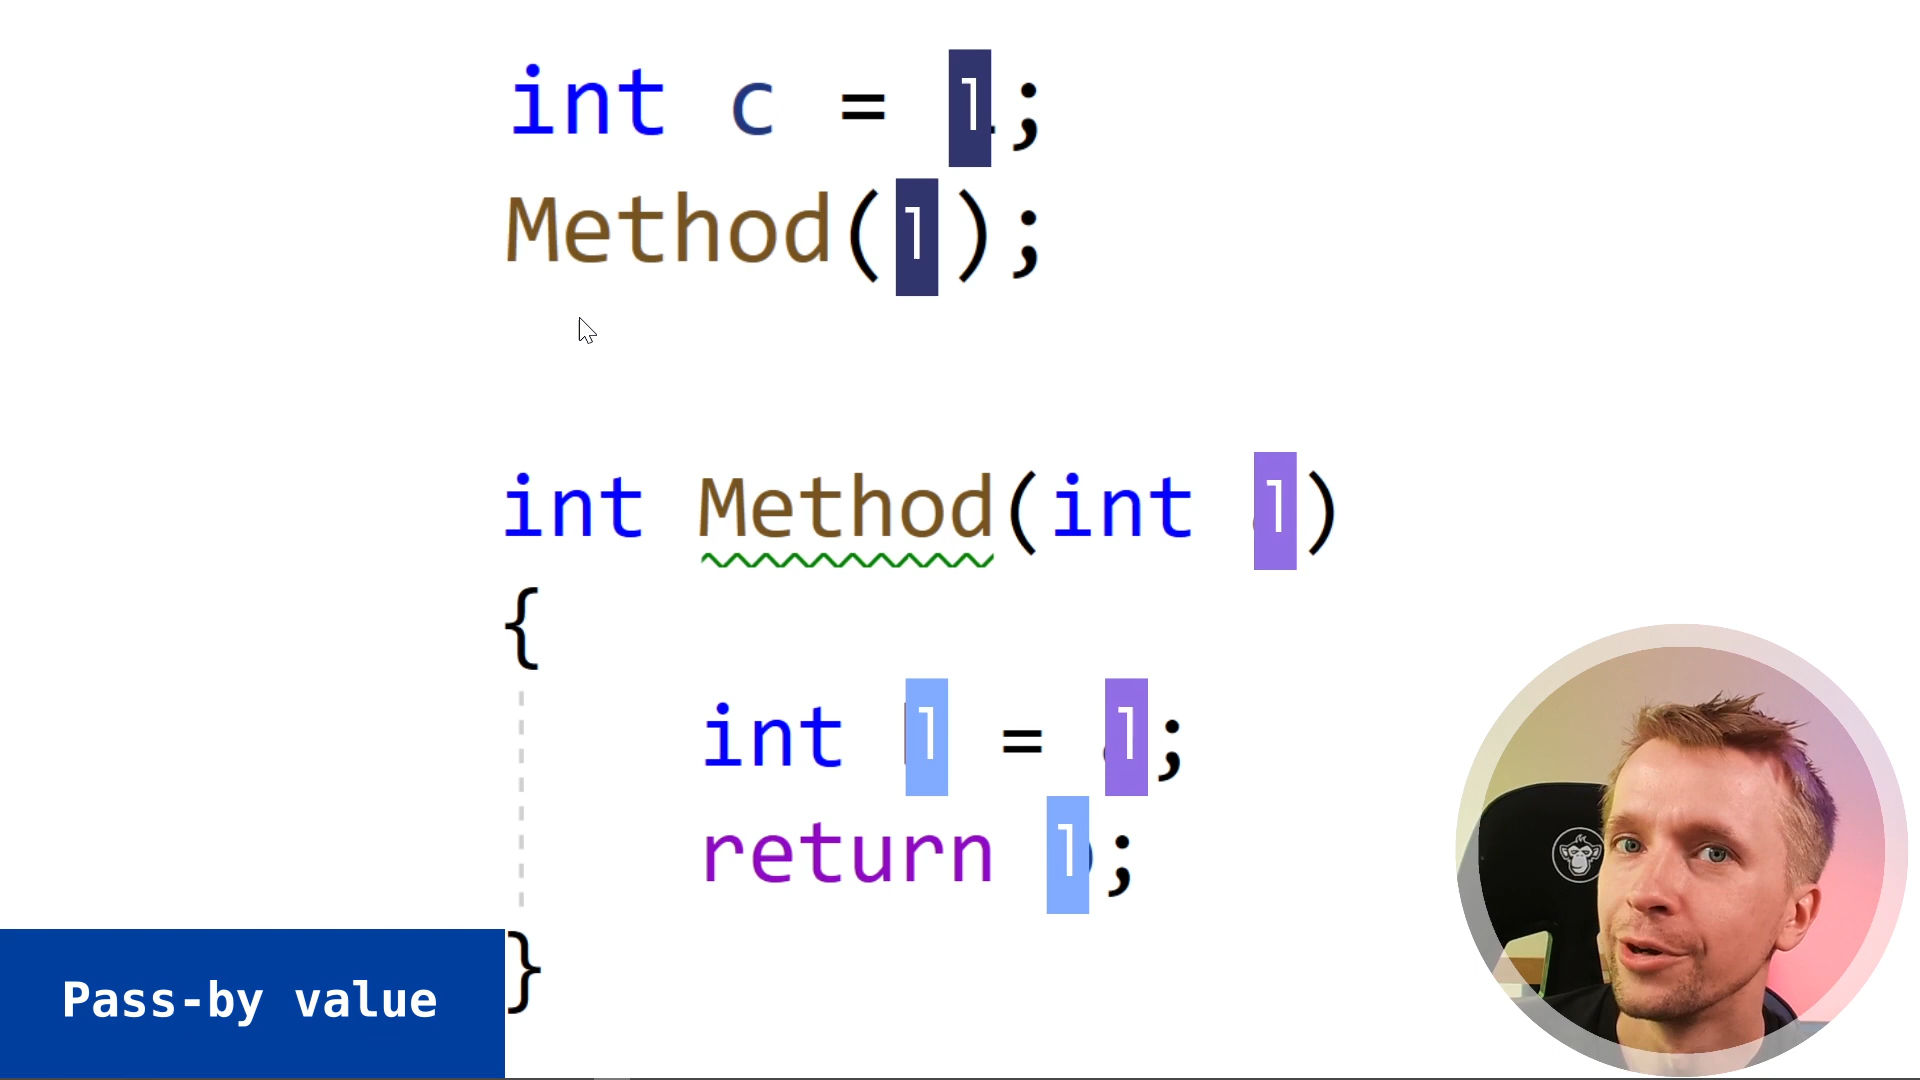 int c = 1;
Method(1);
int Method(int 1)
{
int 1 = 1;
return 1;
}
Pass-by value